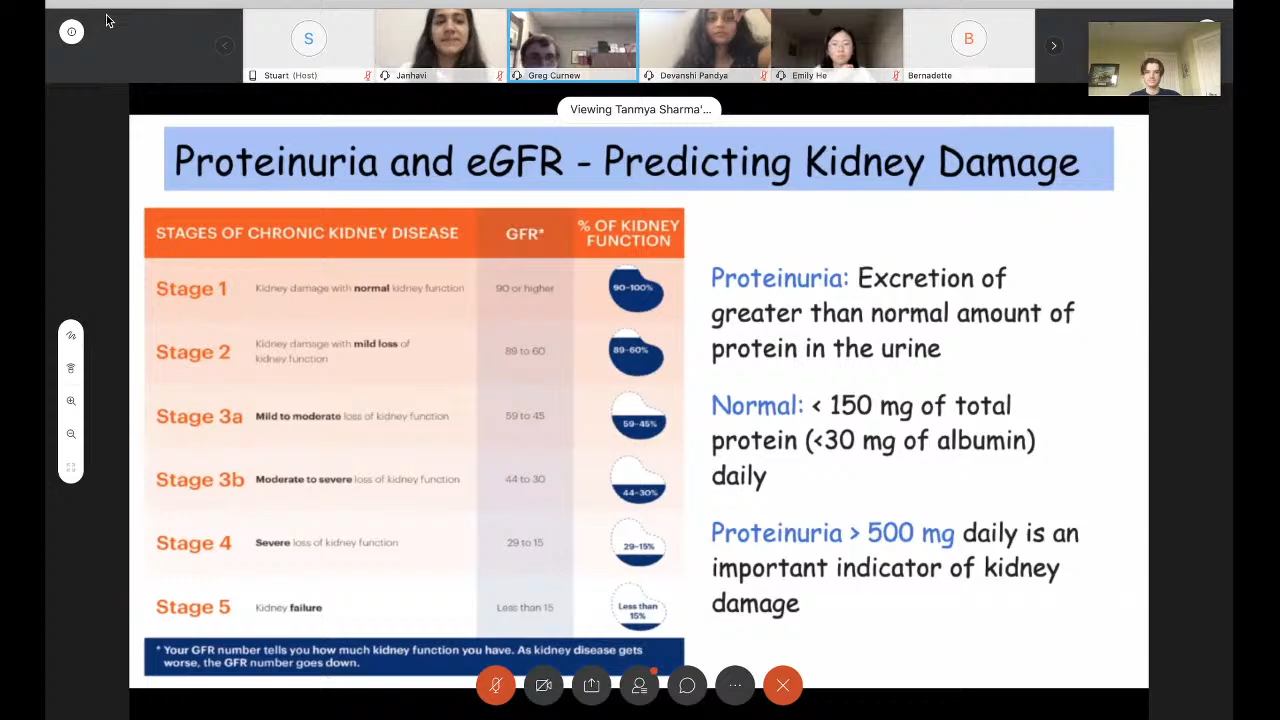 S
B
Stuart (Host)
Janhavi
Greg Curnew
Devanshi Pandya
Emily He
Bernadette
Viewing Tanmya Sharma'...
Proteinuria and eGFR - Predicting Kidney Damage
STAGES OF CHRONIC KIDNEY DISEASE
GFR*
% OF KIDNEY
FUNCTION
Stage 1
Kidney damage with normal kidney function
90 or higher
90-100%
Stage 2
Kidney damage with mild loss of
kidney function
89 to 60
89-60%
Stage 3a
Mild to moderate loss of kidney function
59 to 45
59-45%
Stage 3b
Moderate to severe loss of kidney function
44 to 30
44-30%
Stage 4
Severe loss of kidney function
29 to 15
29-15%
Stage 5
Kidney failure
Less than 15
Less than
15%
* Your GFR number tells you how much kidney function you have. As kidney disease gets
worse, the GFR number goes down.
Proteinuria: Excretion of
greater than normal amount of
protein in the urine
Normal: < 150 mg of total
protein (<30 mg of albumin)
daily
Proteinuria > 500 mg daily is an
important indicator of kidney
damage